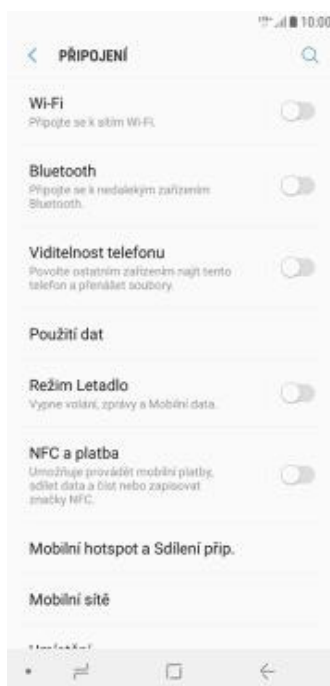 10:00
PŘIPOJENÍ
Wi-Fi
Připojte se k sítím Wi-Fi.
Bluetooth
Připojte se k nedalekým zařízením
Bluetooth.
Viditelnost telefonu
Povolte ostatním zařízením najít tento
telefon a přenášet soubory.
Použití dat
Režim Letadlo
Vypne volání, zprávy a Mobilní data.
NFC a platba
Umožňuje provádět mobilní platby,
sdílet data a číst nebo zapisovat
značky NFC.
Mobilní hotspot a Sdílení přip.
Mobilní sítě